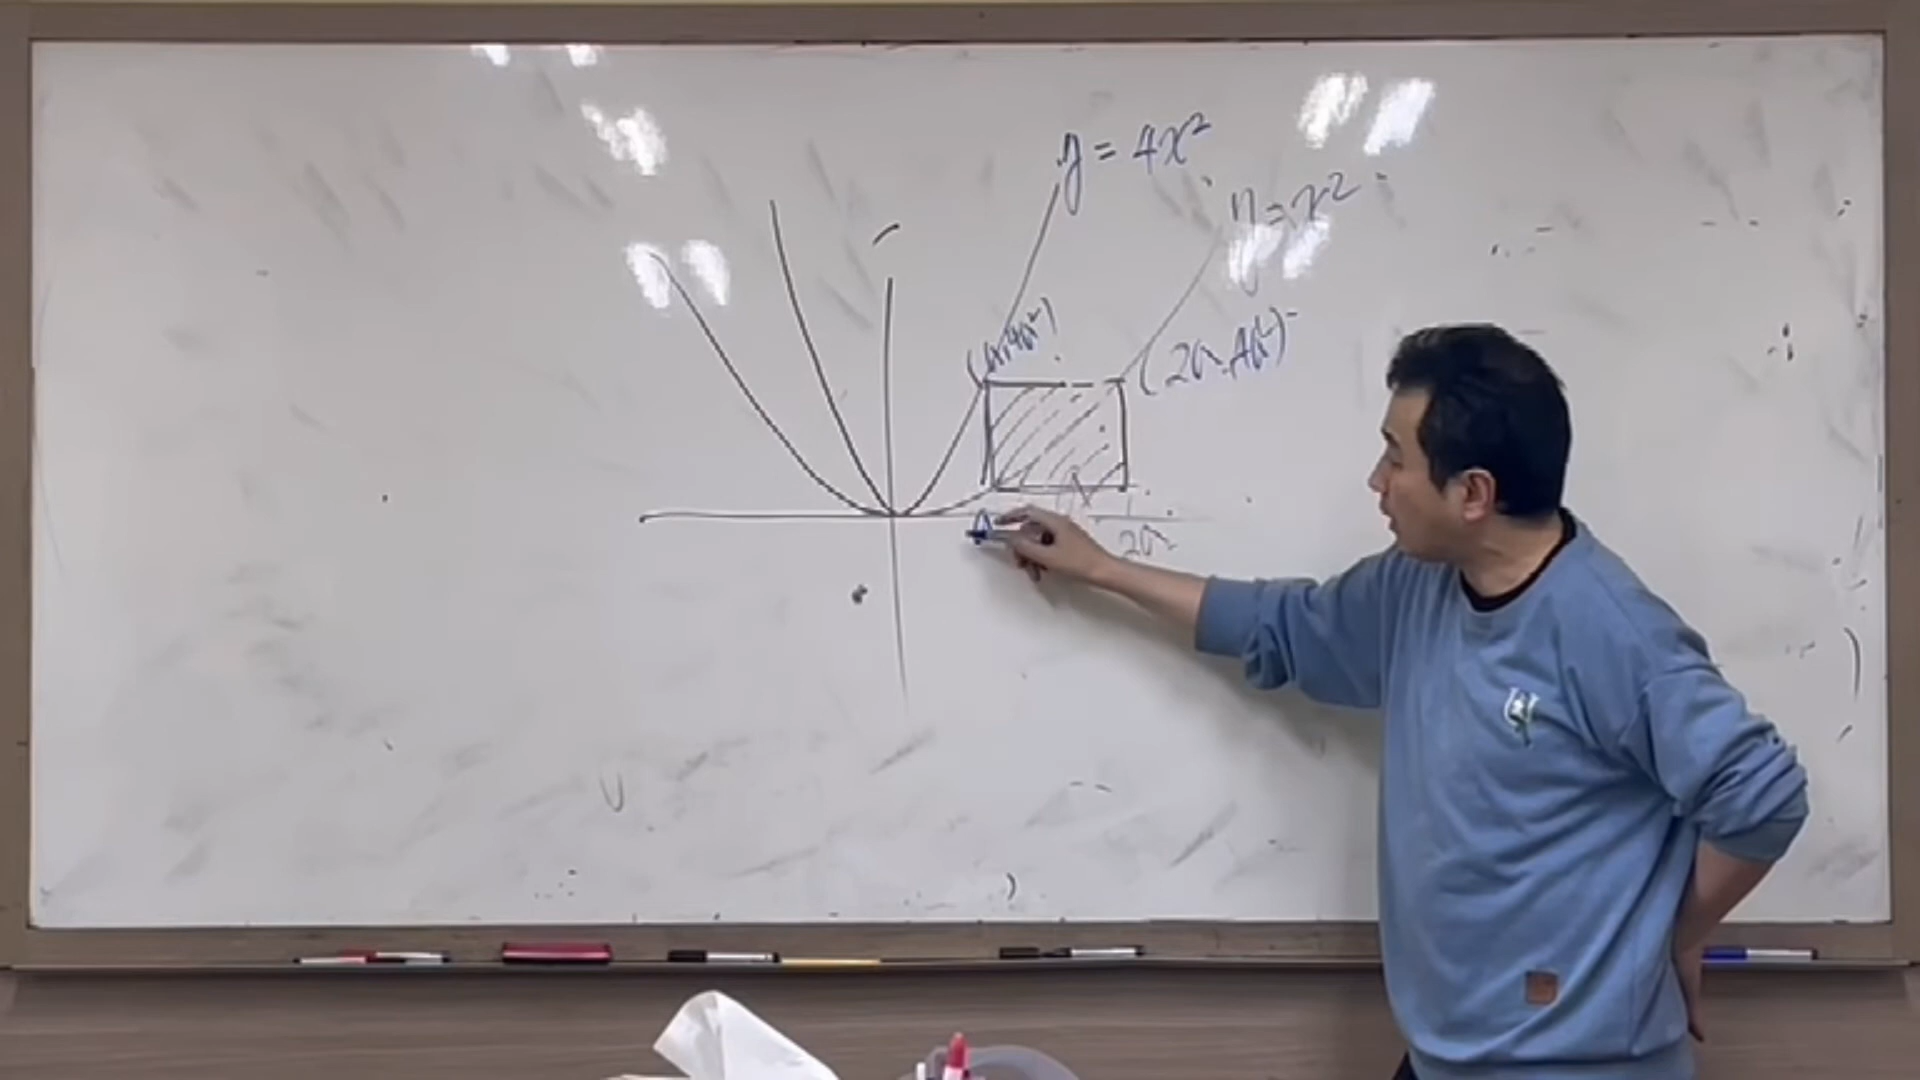 y = 4x²
y = x²
(a, 4a²)
(2a, 4a²)
a
a
2a